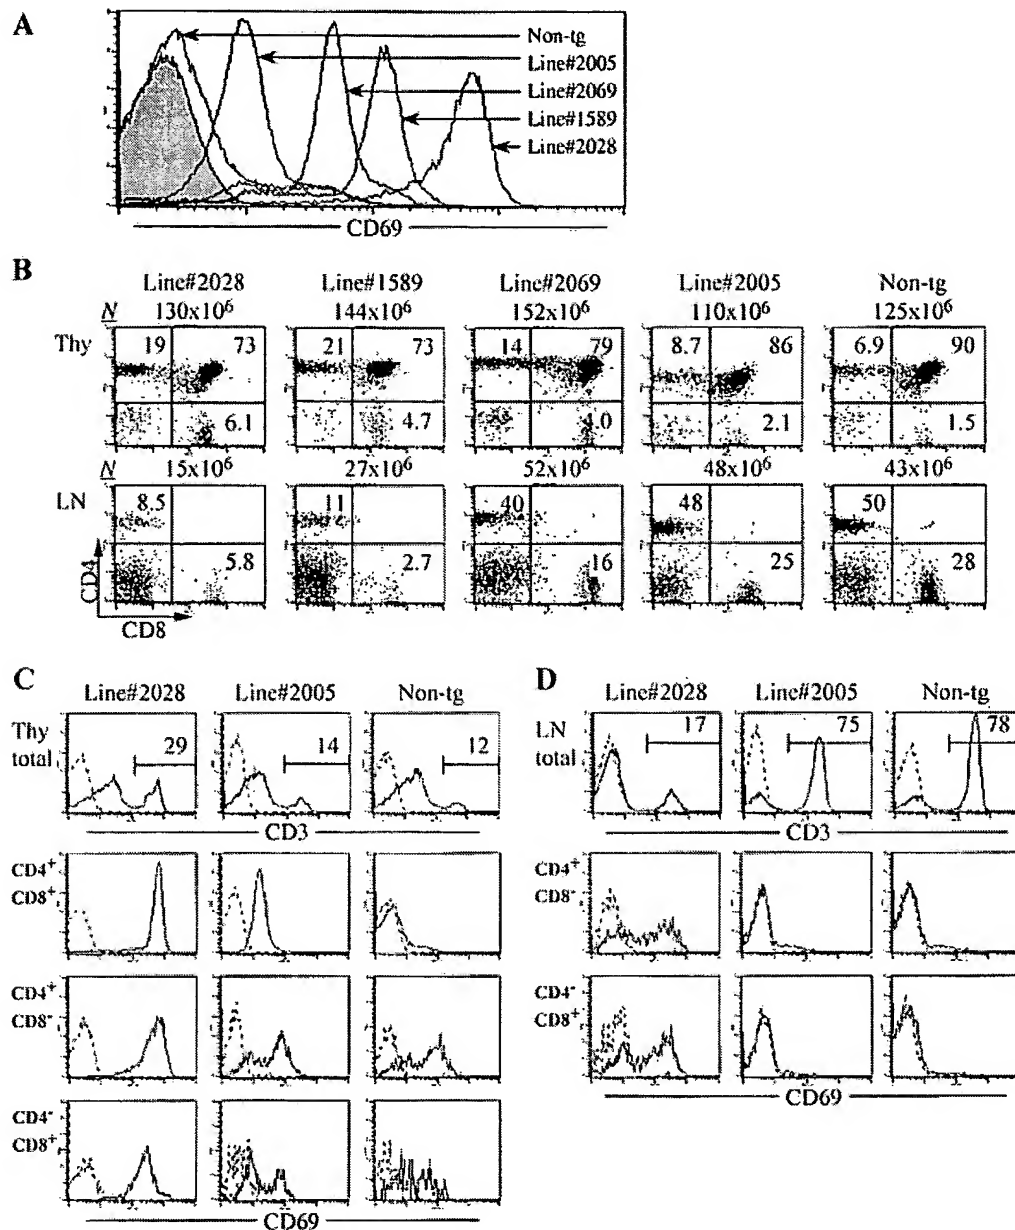 A
Non-tg
Line#2005
Line#2069
Line#1589
Line#2028
CD69
B
Line#2028 Line#1589 Line#2069 Line#2005 Non-tg
N 130x10⁶ 144x10⁶ 152x10⁶ 110x10⁶ 125x10⁶
Thy 19 73 21 73 14 79 8.7 86 6.9 90
6.1 4.7 4.0 2.1 1.5
N 15x10⁶ 27x10⁶ 52x10⁶ 48x10⁶ 43x10⁶
LN 8.5 11 40 48 50
5.8 2.7 16 25 28
CD4
CD8
C
Line#2028 Line#2005 Non-tg
Thy
total
29 14 12
CD3
CD4⁺
CD8⁺
CD4⁺
CD8⁻
CD4⁻
CD8⁺
CD69
D
Line#2028 Line#2005 Non-tg
LN
total
17 75 78
CD3
CD4⁺
CD8⁻
CD4⁻
CD8⁺
CD69